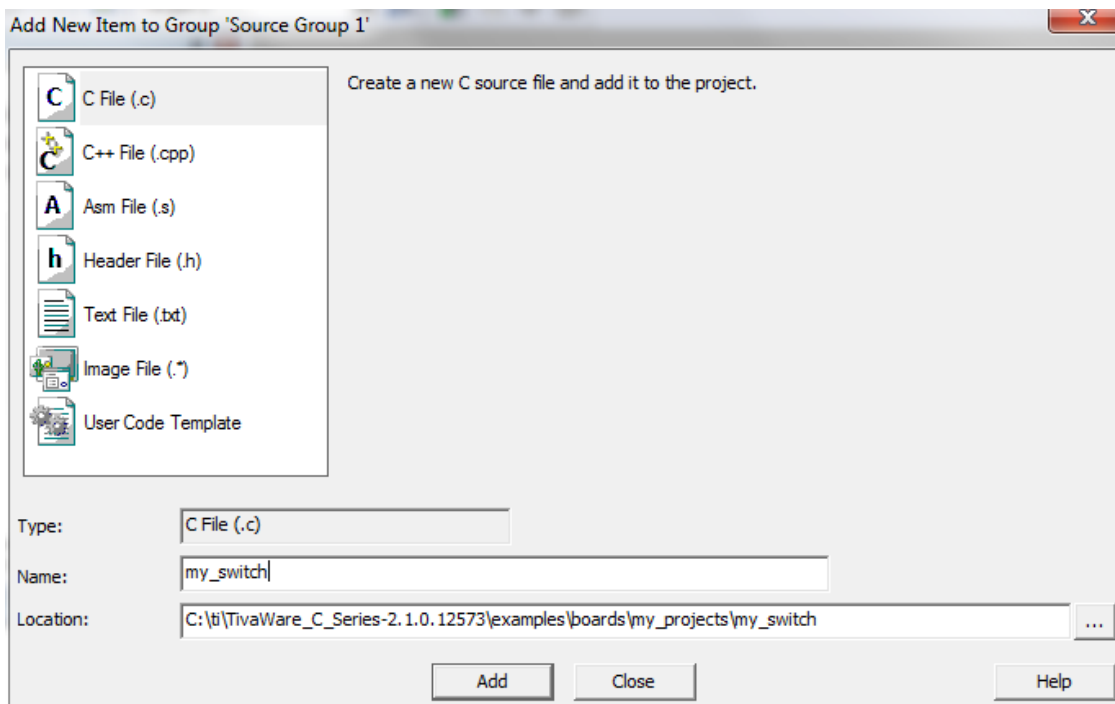 Add New Item to Group 'Source Group 1'
C File (.c)
Create a new C source file and add it to the project.
C++ File (.cpp)
Asm File (.s)
Header File (.h)
Text File (.txt)
Image File (.*)
User Code Template
Type:
C File (.c)
Name:
my_switch
Location:
C:\ti\TivaWare_C_Series-2.1.0.12573\examples\boards\my_projects\my_switch
...
Add
Close
Help